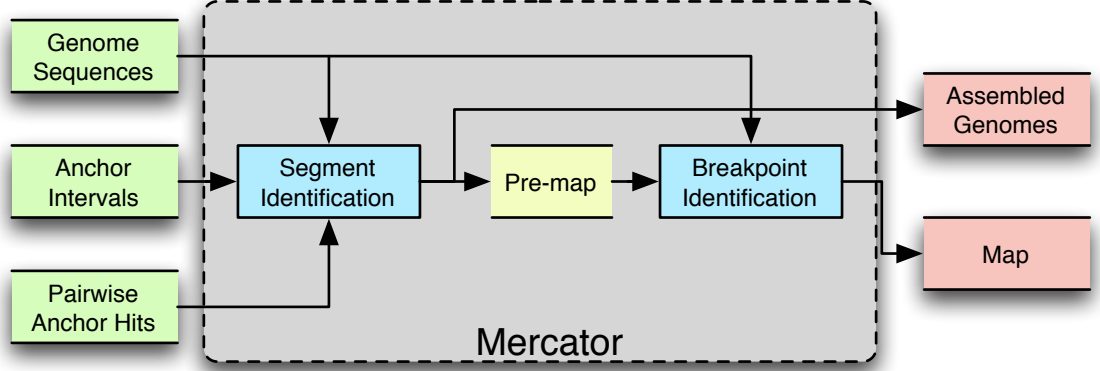 Genome
Sequences
Anchor
Intervals
Pairwise
Anchor Hits
Segment
Identification
Pre-map
Breakpoint
Identification
Assembled
Genomes
Map
Mercator